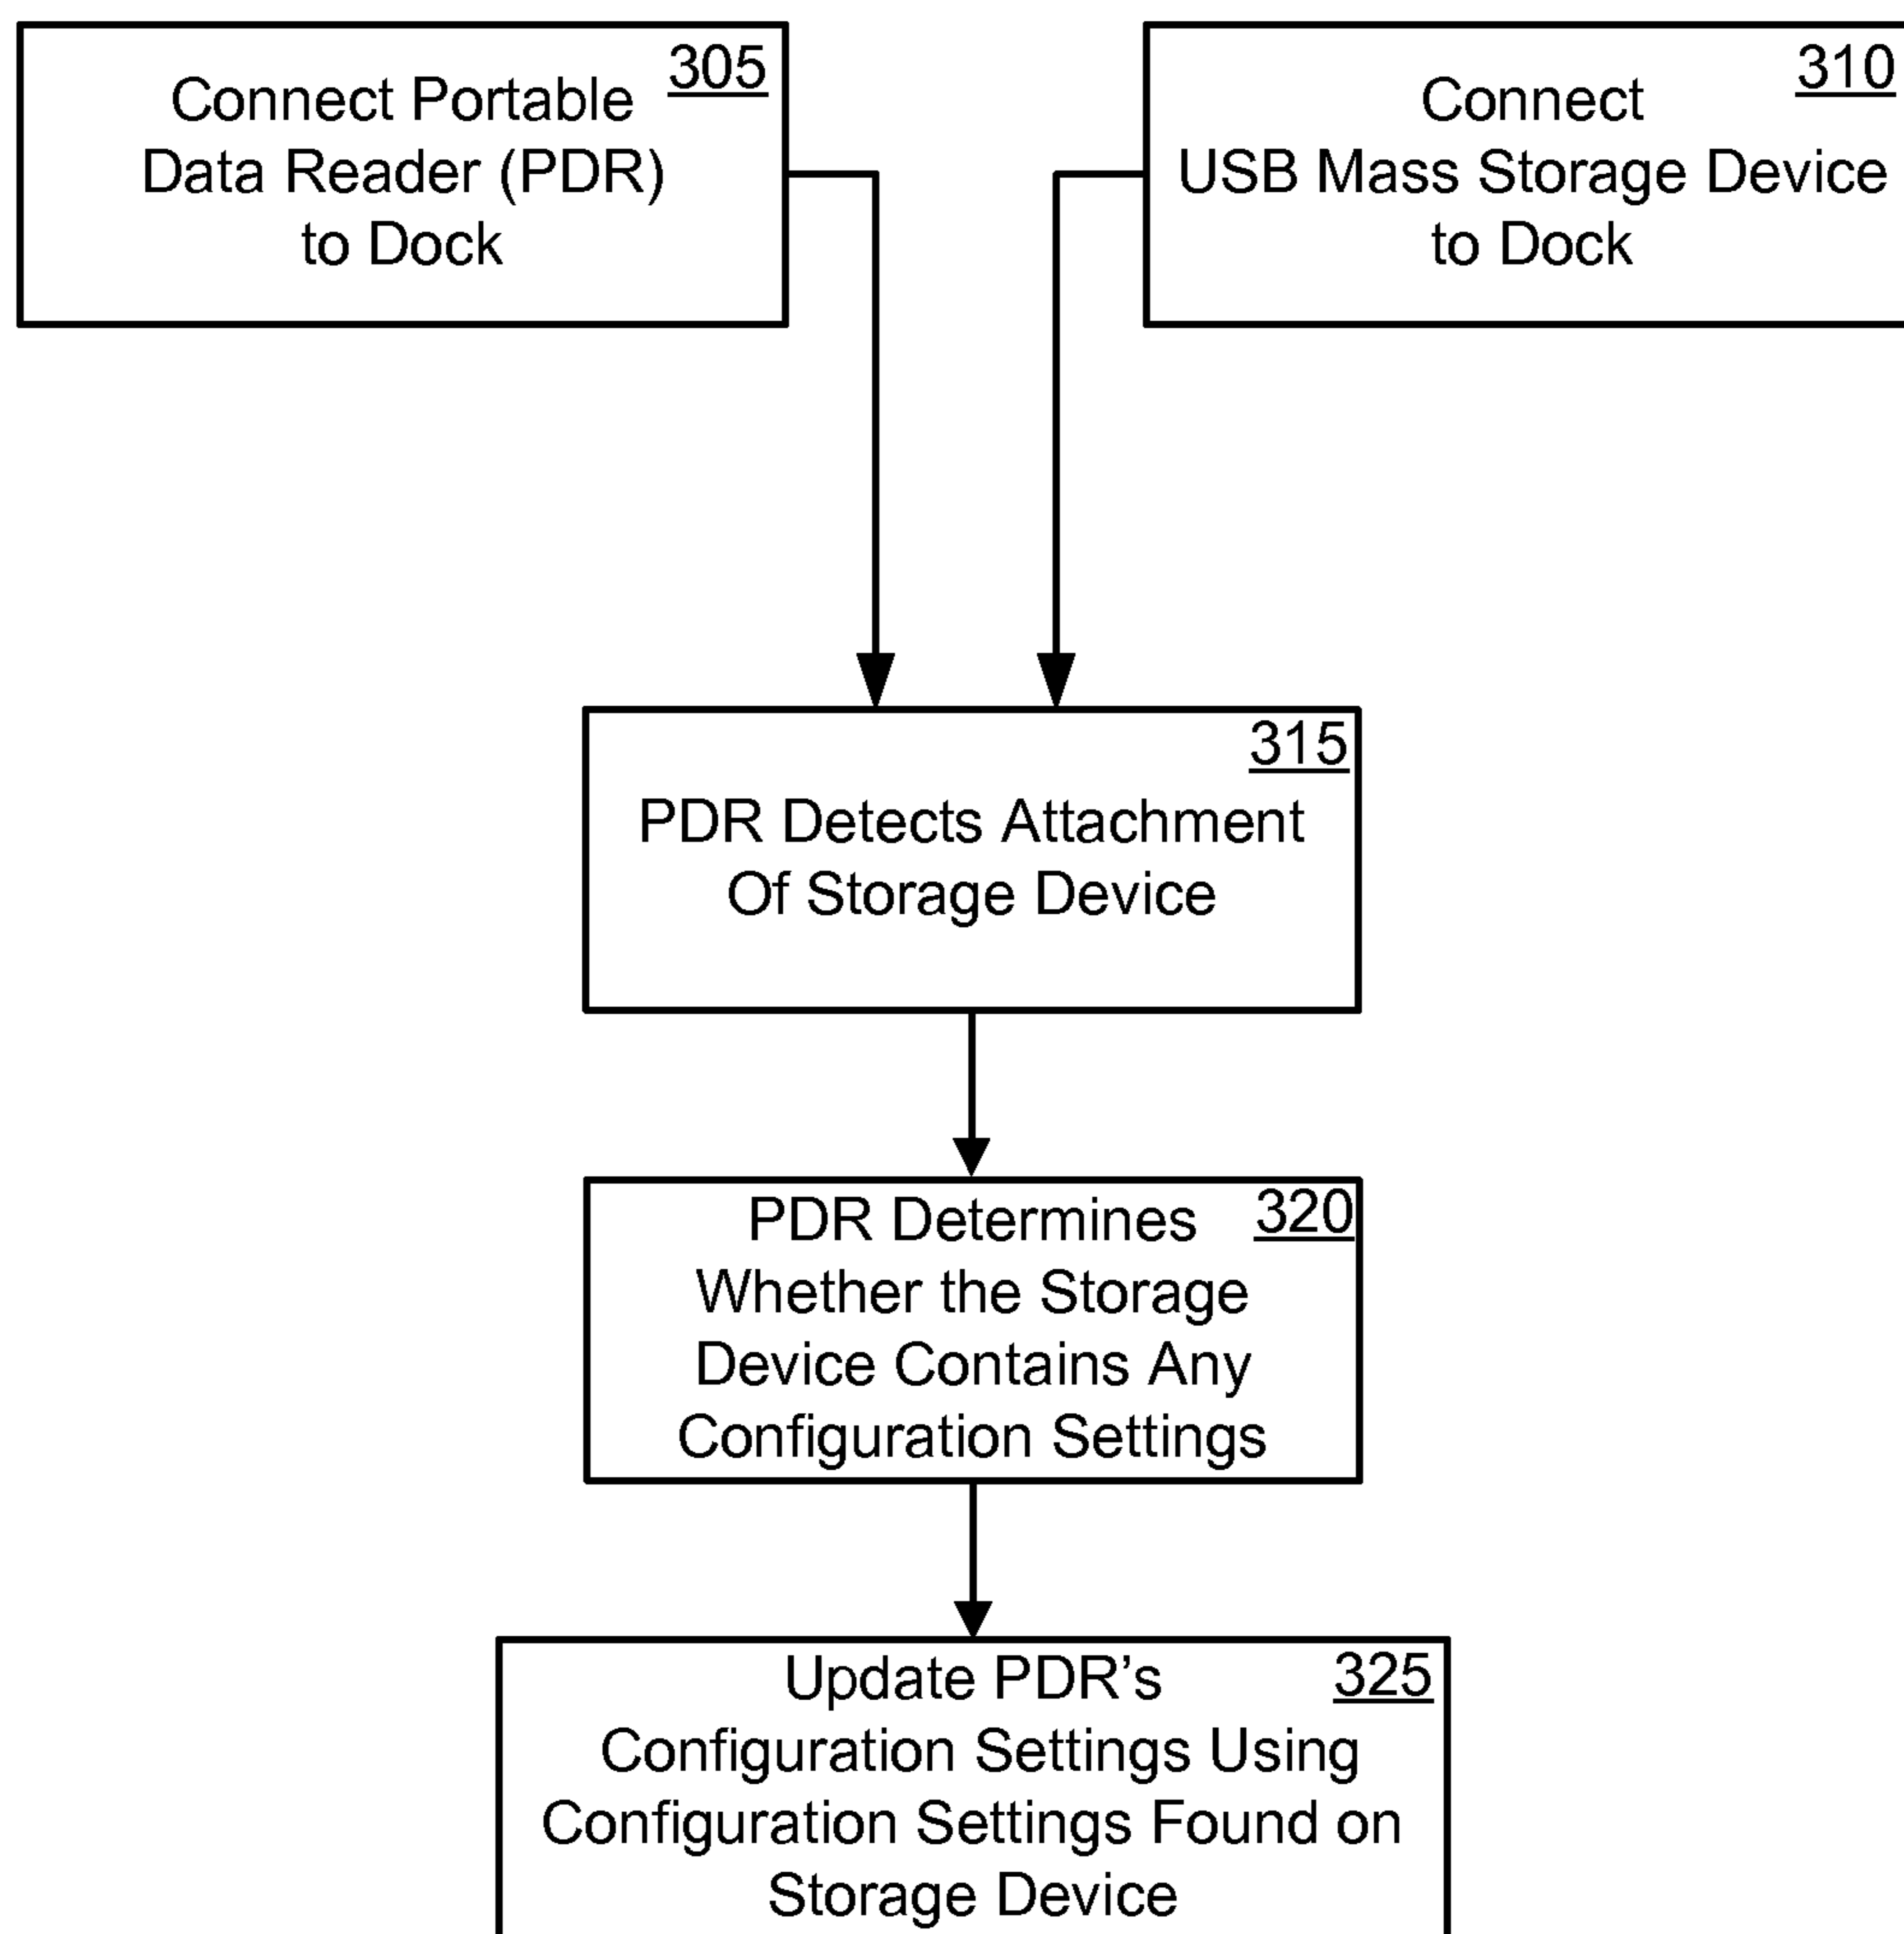 305
Connect Portable
Data Reader (PDR)
to Dock
310
Connect
USB Mass Storage Device
to Dock
315
PDR Detects Attachment
Of Storage Device
320
PDR Determines
Whether the Storage
Device Contains Any
Configuration Settings
325
Update PDR’s
Configuration Settings Using
Configuration Settings Found on
Storage Device